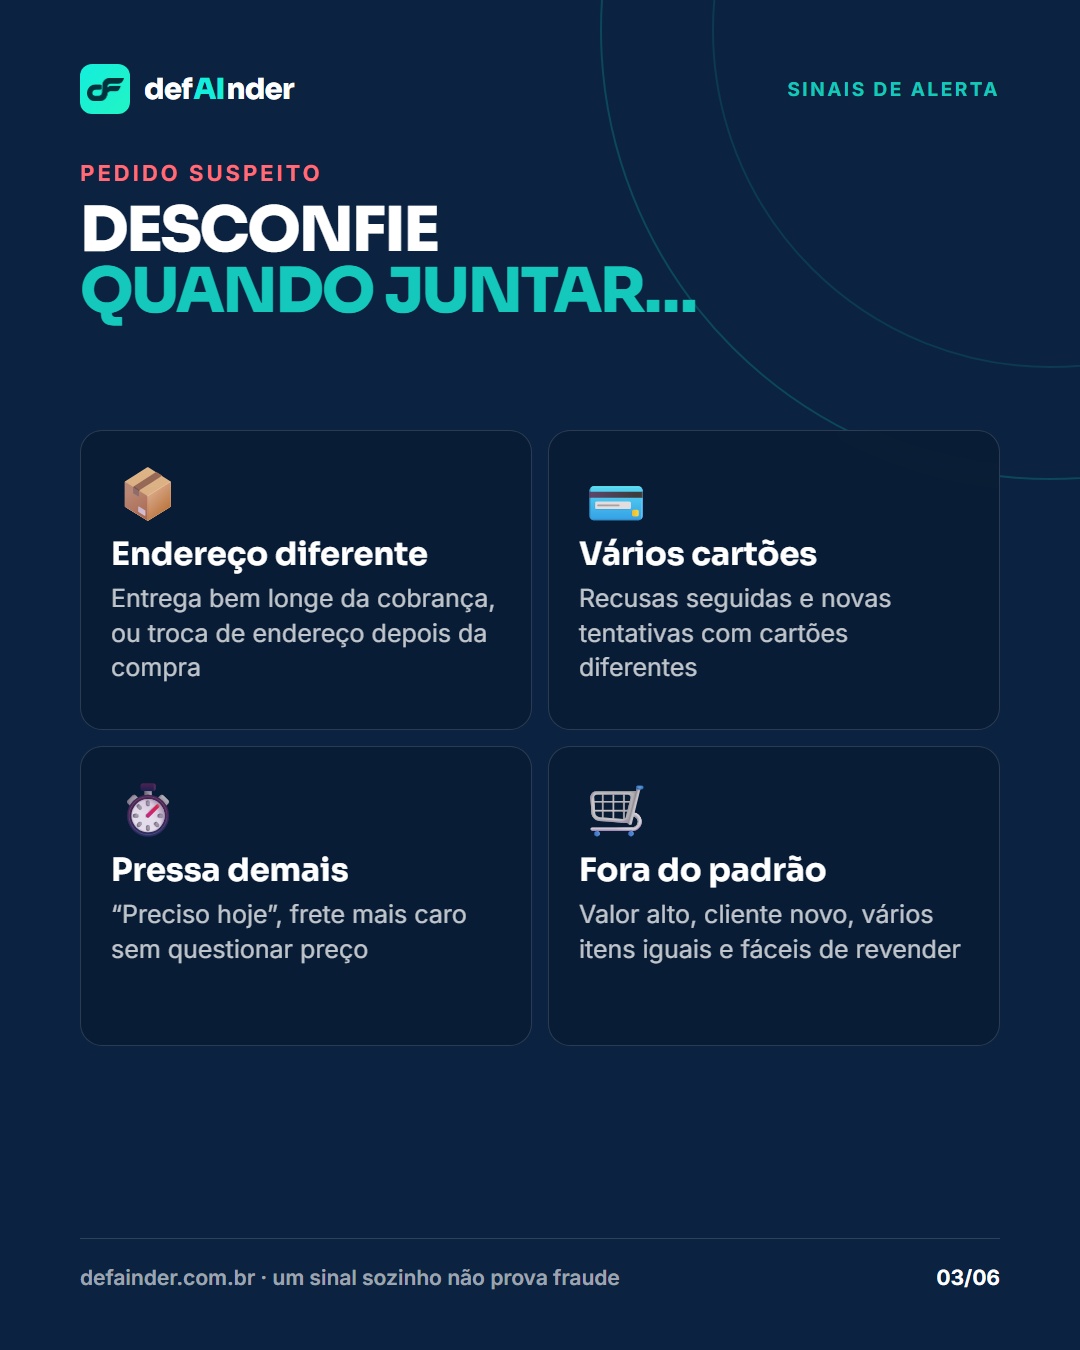 defAInder
SINAIS DE ALERTA
PEDIDO SUSPEITO
DESCONFIE
QUANDO JUNTAR...
Endereço diferente
Entrega bem longe da cobrança,
ou troca de endereço depois da
compra
Vários cartões
Recusas seguidas e novas
tentativas com cartões
diferentes
Pressa demais
“Preciso hoje”, frete mais caro
sem questionar preço
Fora do padrão
Valor alto, cliente novo, vários
itens iguais e fáceis de revender
defainder.com.br · um sinal sozinho não prova fraude
03/06